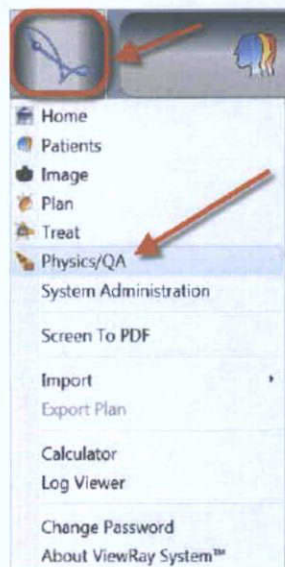 Home
Patients
Image
Plan
Treat
Physics/QA
System Administration
Screen To PDF
Import
Export Plan
Calculator
Log Viewer
Change Password
About ViewRay System™